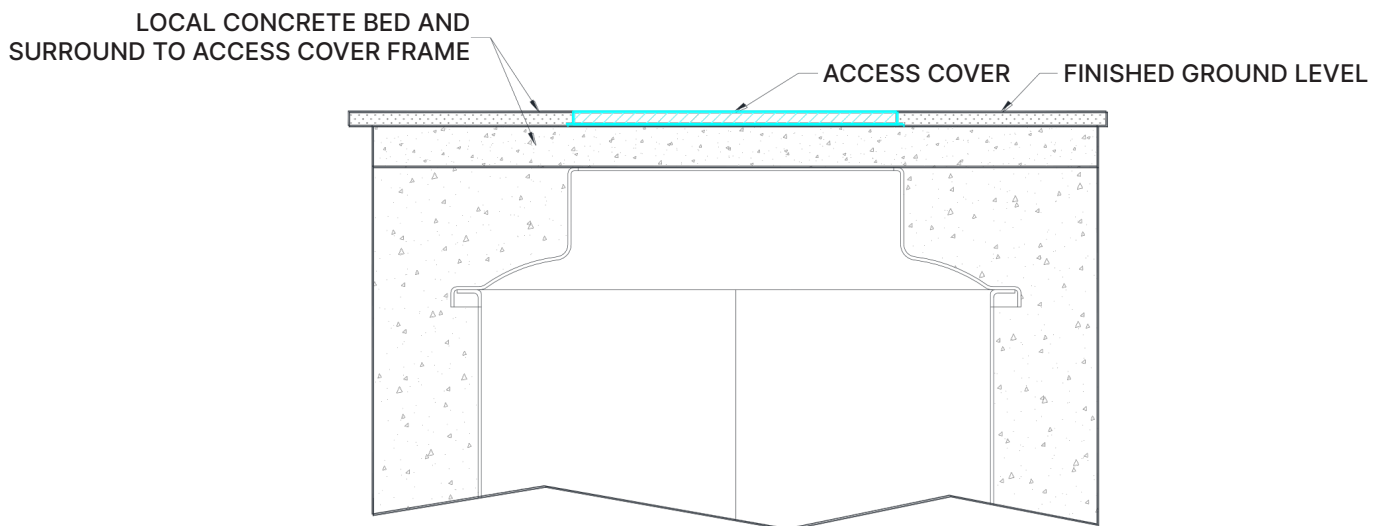 LOCAL CONCRETE BED AND
SURROUND TO ACCESS COVER FRAME
ACCESS COVER
FINISHED GROUND LEVEL